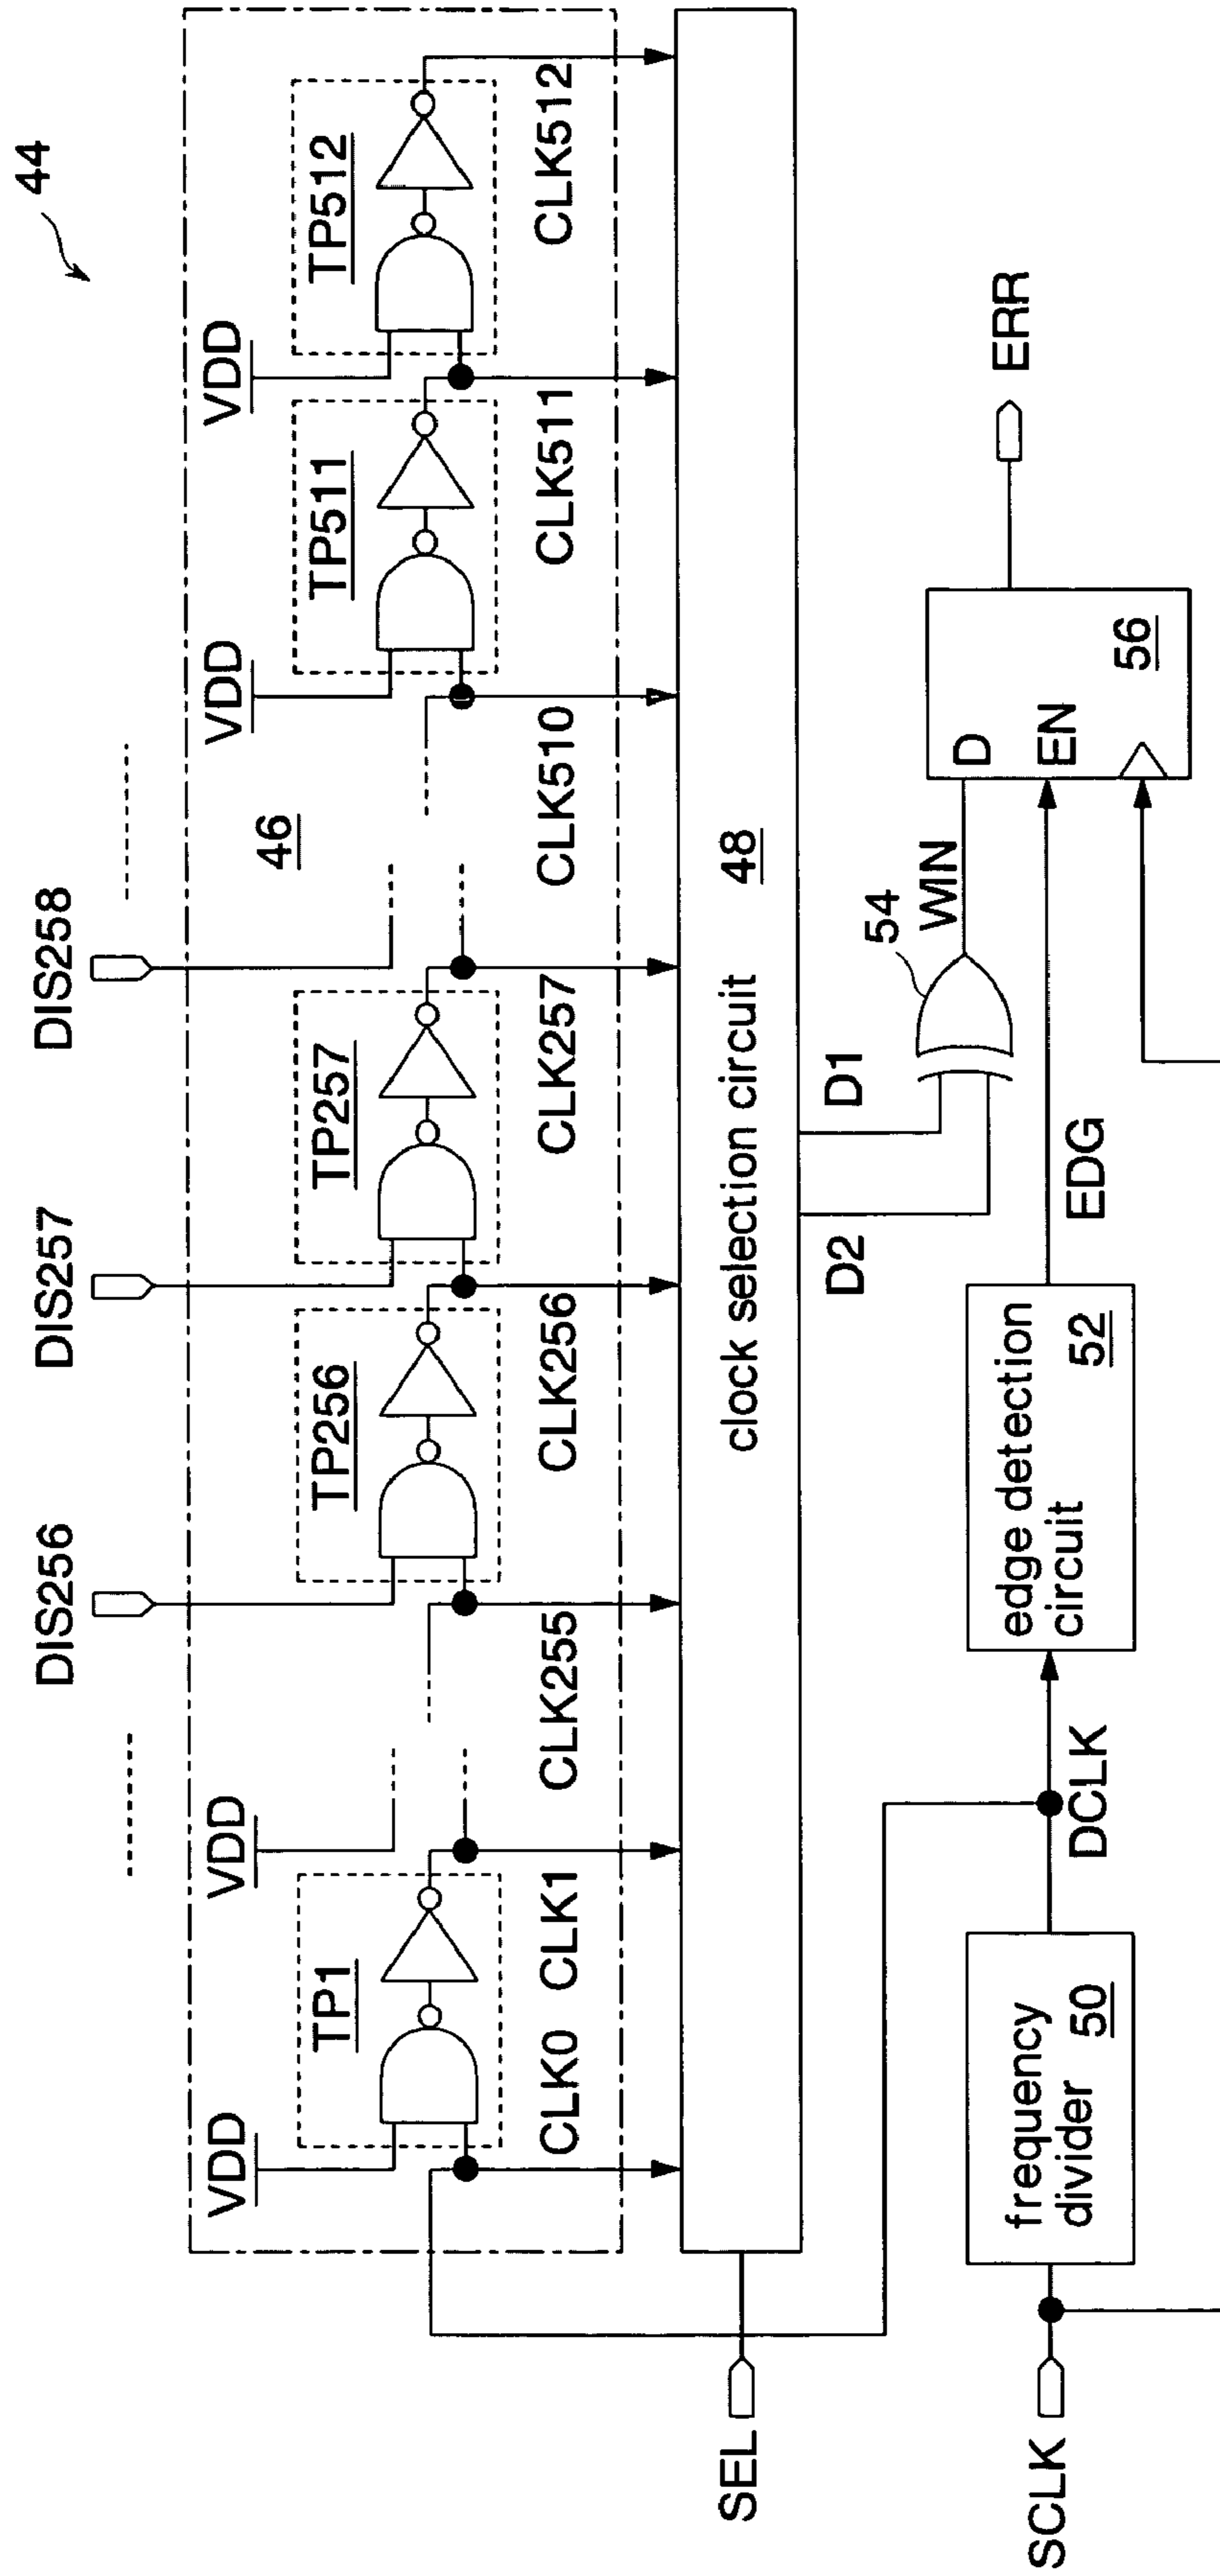 44
DIS256
DIS257
DIS258
VDD
VDD
VDD
VDD
TP1
TP256
TP257
46
TP511
TP512
CLK0
CLK1
CLK255
CLK256
CLK257
CLK510
CLK511
CLK512
SEL
clock selection circuit
48
D2
D1
54
WIN
D
EN
56
ERR
SCLK
frequency
divider
50
DCLK
edge detection
circuit
52
EDG